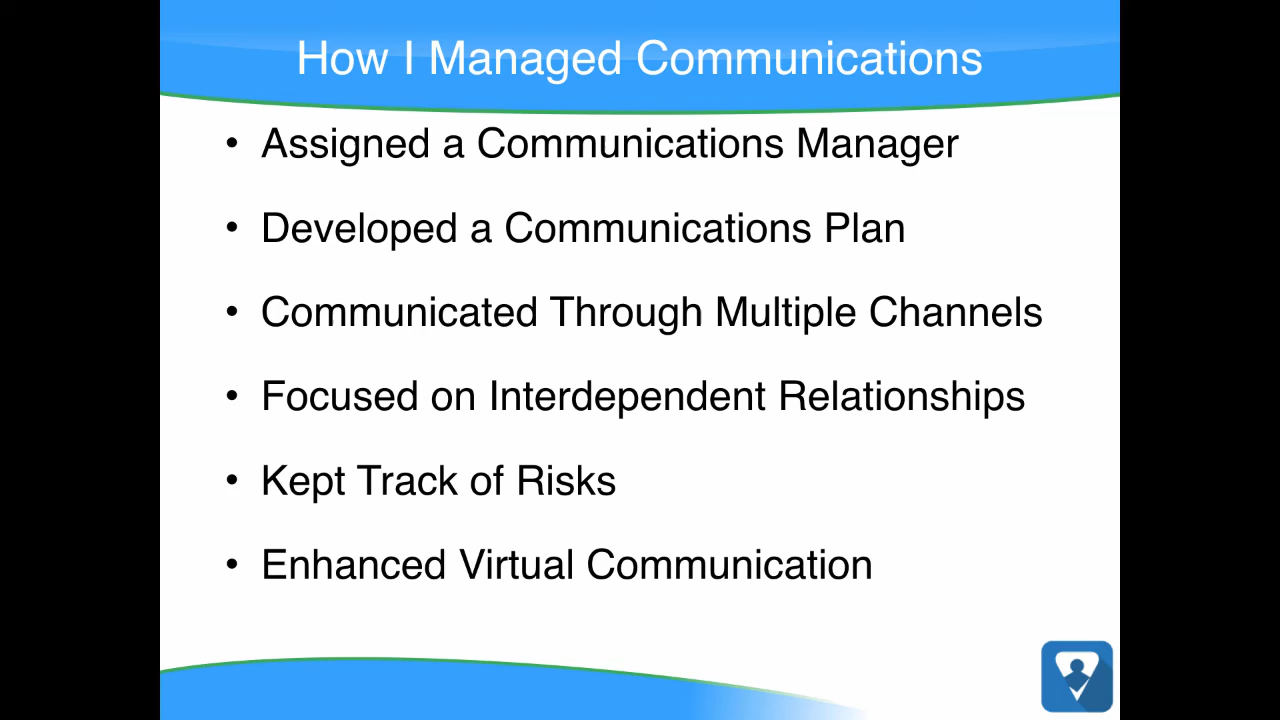 How I Managed Communications
• Assigned a Communications Manager
• Developed a Communications Plan
• Communicated Through Multiple Channels
• Focused on Interdependent Relationships
• Kept Track of Risks
• Enhanced Virtual Communication